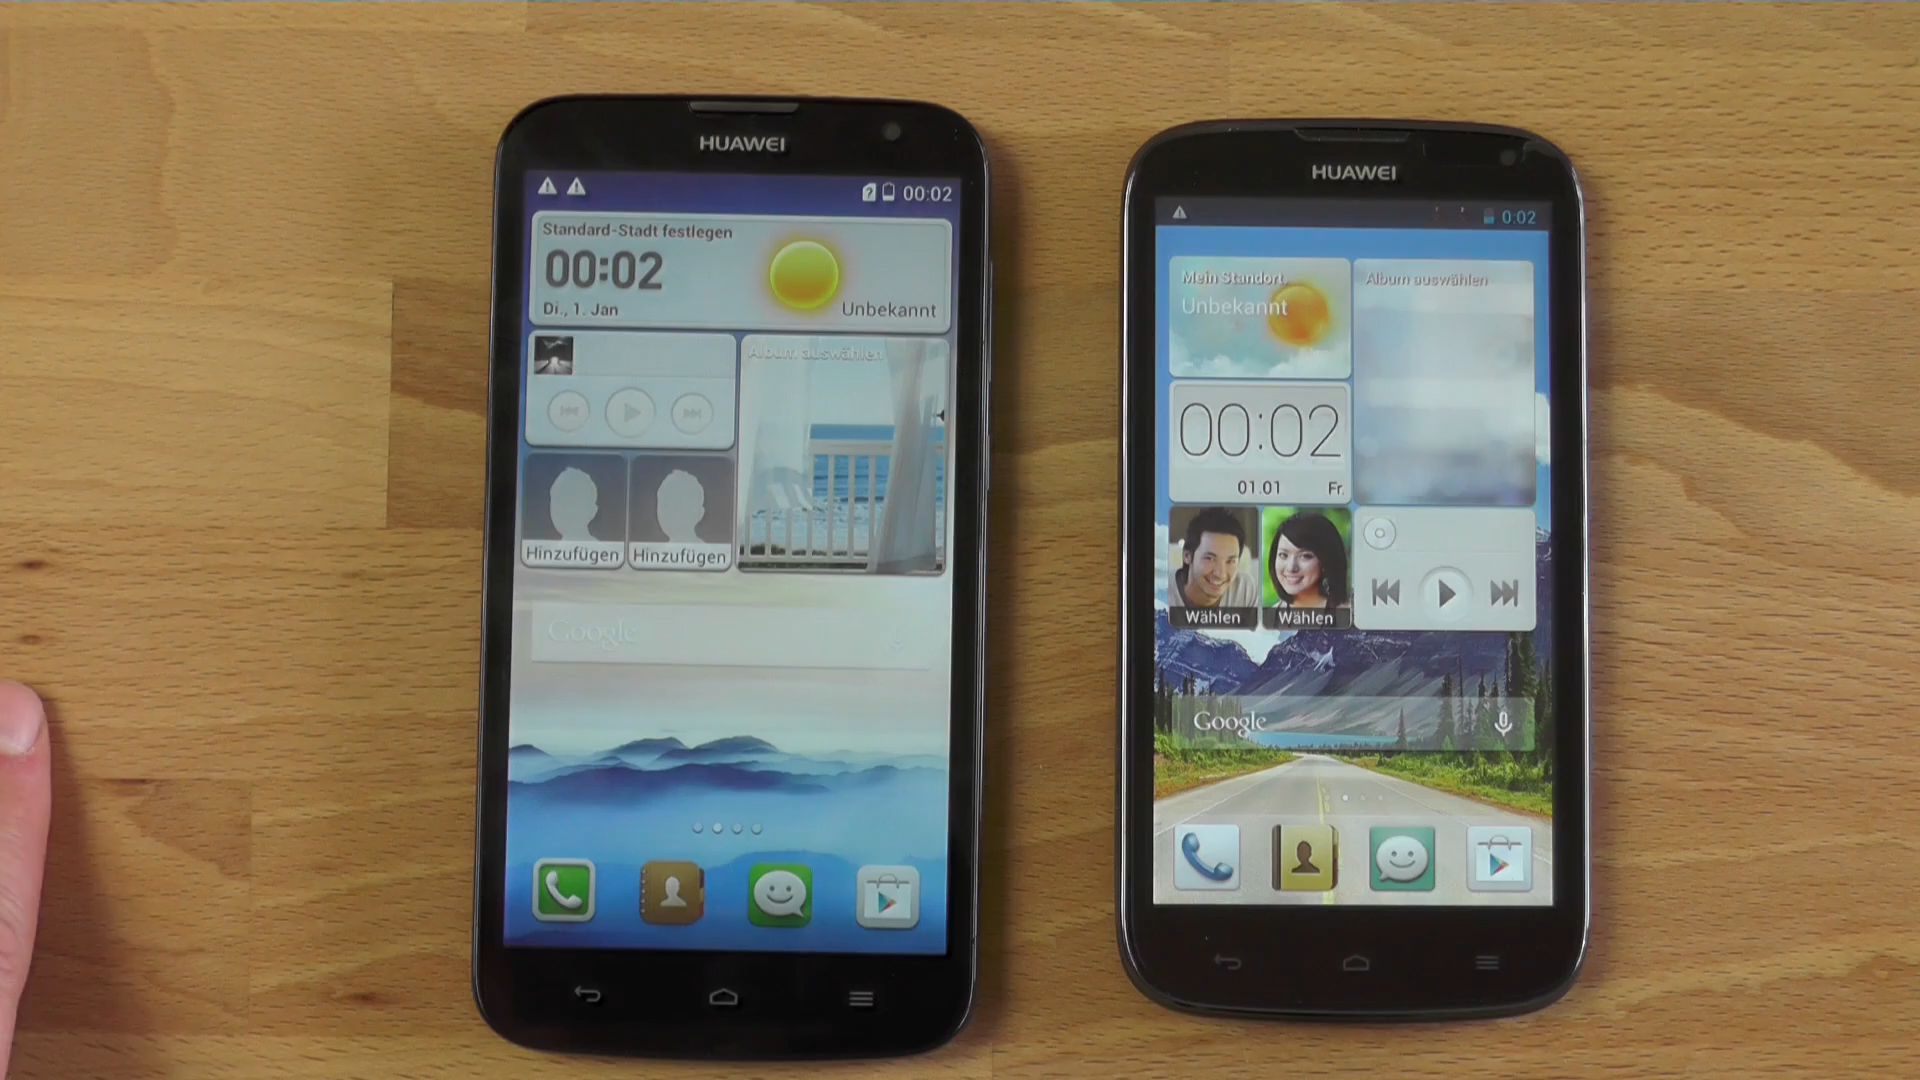 HUAWEI
00:02
Standard-Stadt festlegen
00:02
Di., 1. Jan
Unbekannt
Album auswählen
Hinzufügen
Hinzufügen
Google
HUAWEI
0:02
Mein Standort
Unbekannt
Album auswählen
00:02
01.01
Fr.
Wählen
Wählen
Google